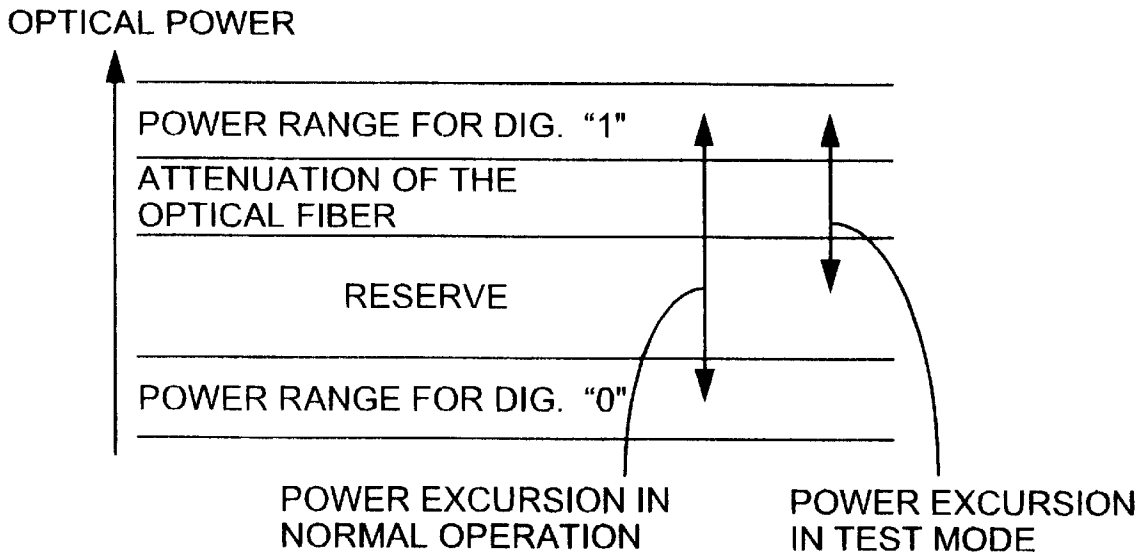 OPTICAL POWER
POWER RANGE FOR DIG. "1"
ATTENUATION OF THE
OPTICAL FIBER
RESERVE
POWER RANGE FOR DIG. "0"
POWER EXCURSION IN
NORMAL OPERATION
POWER EXCURSION
IN TEST MODE